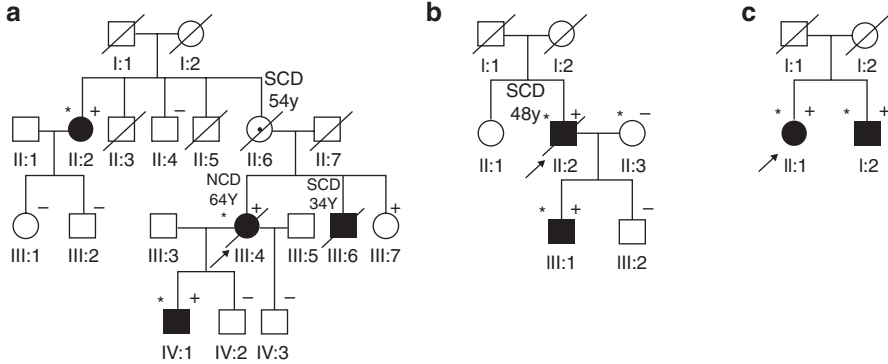 a
I:1 I:2
SCD
54y
* + –
II:1 II:2 II:3 II:4 II:5 II:6 II:7
NCD
64Y
SCD
34Y
– – * + +
III:1 III:2 III:3 III:4 III:5 III:6 III:7
* + – –
IV:1 IV:2 IV:3
b
I:1 I:2
SCD
48y
* + * –
II:1 II:2 II:3
* + –
III:1 III:2
c
I:1 I:2
* + * +
II:1 I:2